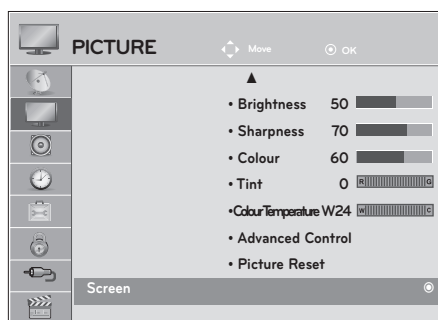 PICTURE Move OK
▲
• Brightness 50
• Sharpness 70
• Colour 60
• Tint 0 R G
• Colour Temperature W24 W C
• Advanced Control
• Picture Reset
Screen